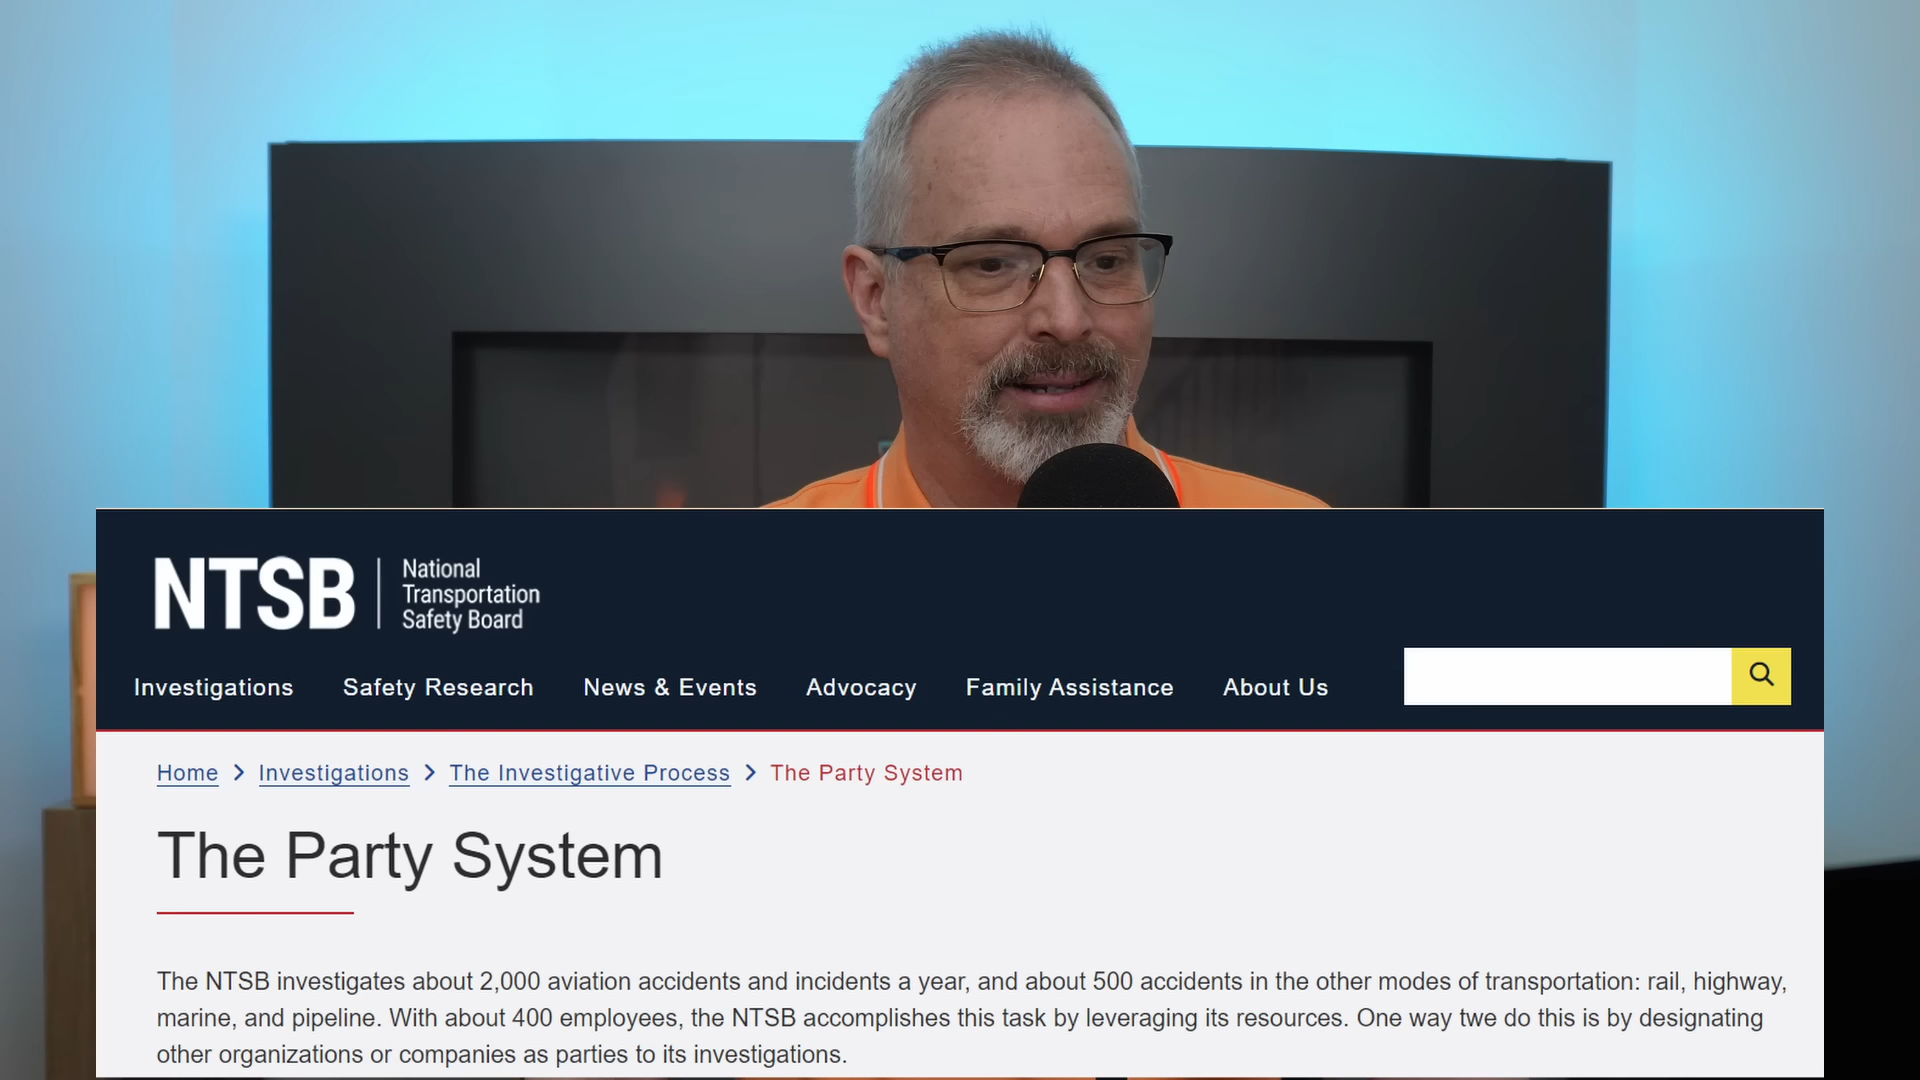 NTSB
National
Transportation
Safety Board
Investigations Safety Research News & Events Advocacy Family Assistance About Us
Home > Investigations > The Investigative Process > The Party System
The Party System
The NTSB investigates about 2,000 aviation accidents and incidents a year, and about 500 accidents in the other modes of transportation: rail, highway,
marine, and pipeline. With about 400 employees, the NTSB accomplishes this task by leveraging its resources. One way twe do this is by designating
other organizations or companies as parties to its investigations.